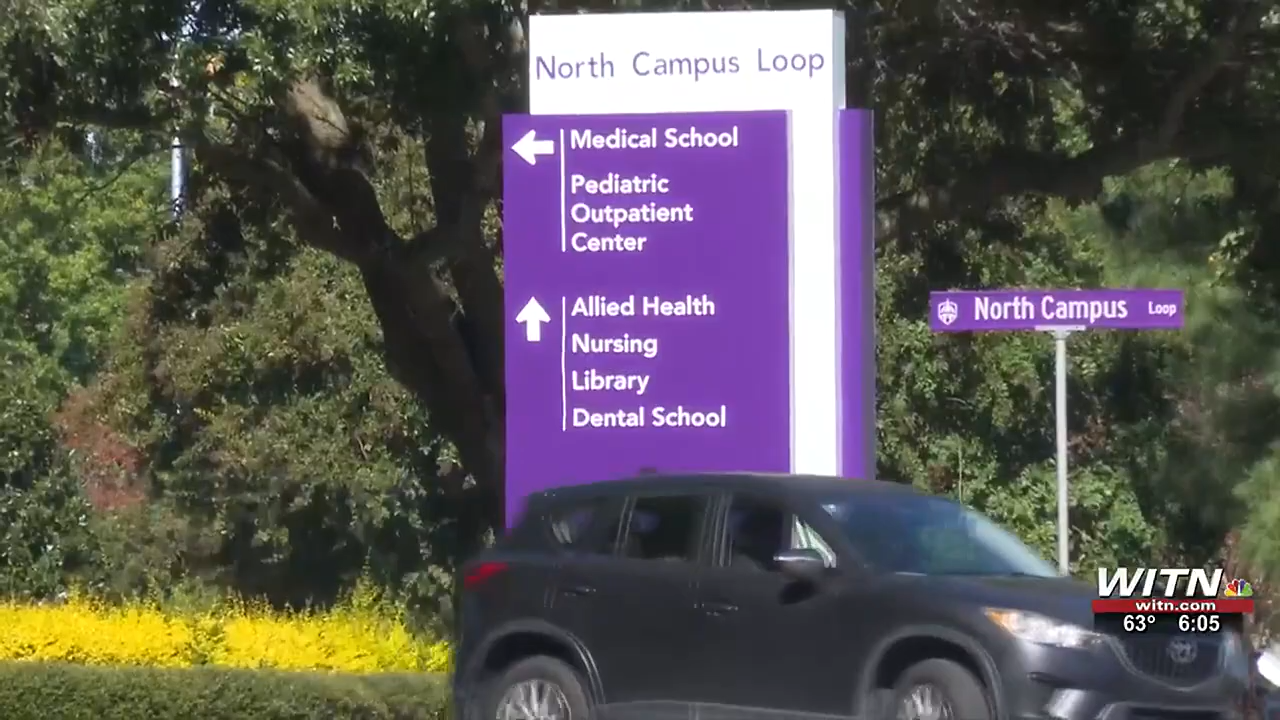 North Campus Loop
Medical School
Pediatric
Outpatient
Center
Allied Health
Nursing
Library
Dental School
North Campus Loop
WITN
witn.com
63° 6:05